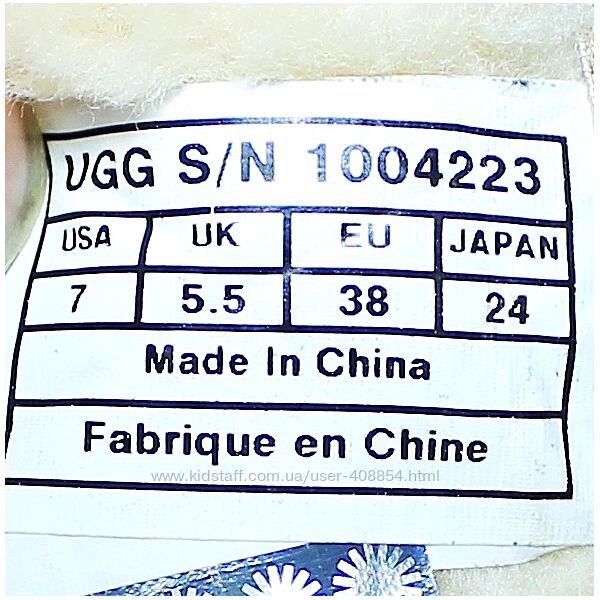 UGG S/N 1004223
USA UK EU JAPAN
7 5.5 38 24
Made In China
Fabrique en Chine
www.kidstaff.com.ua/user-408854.html